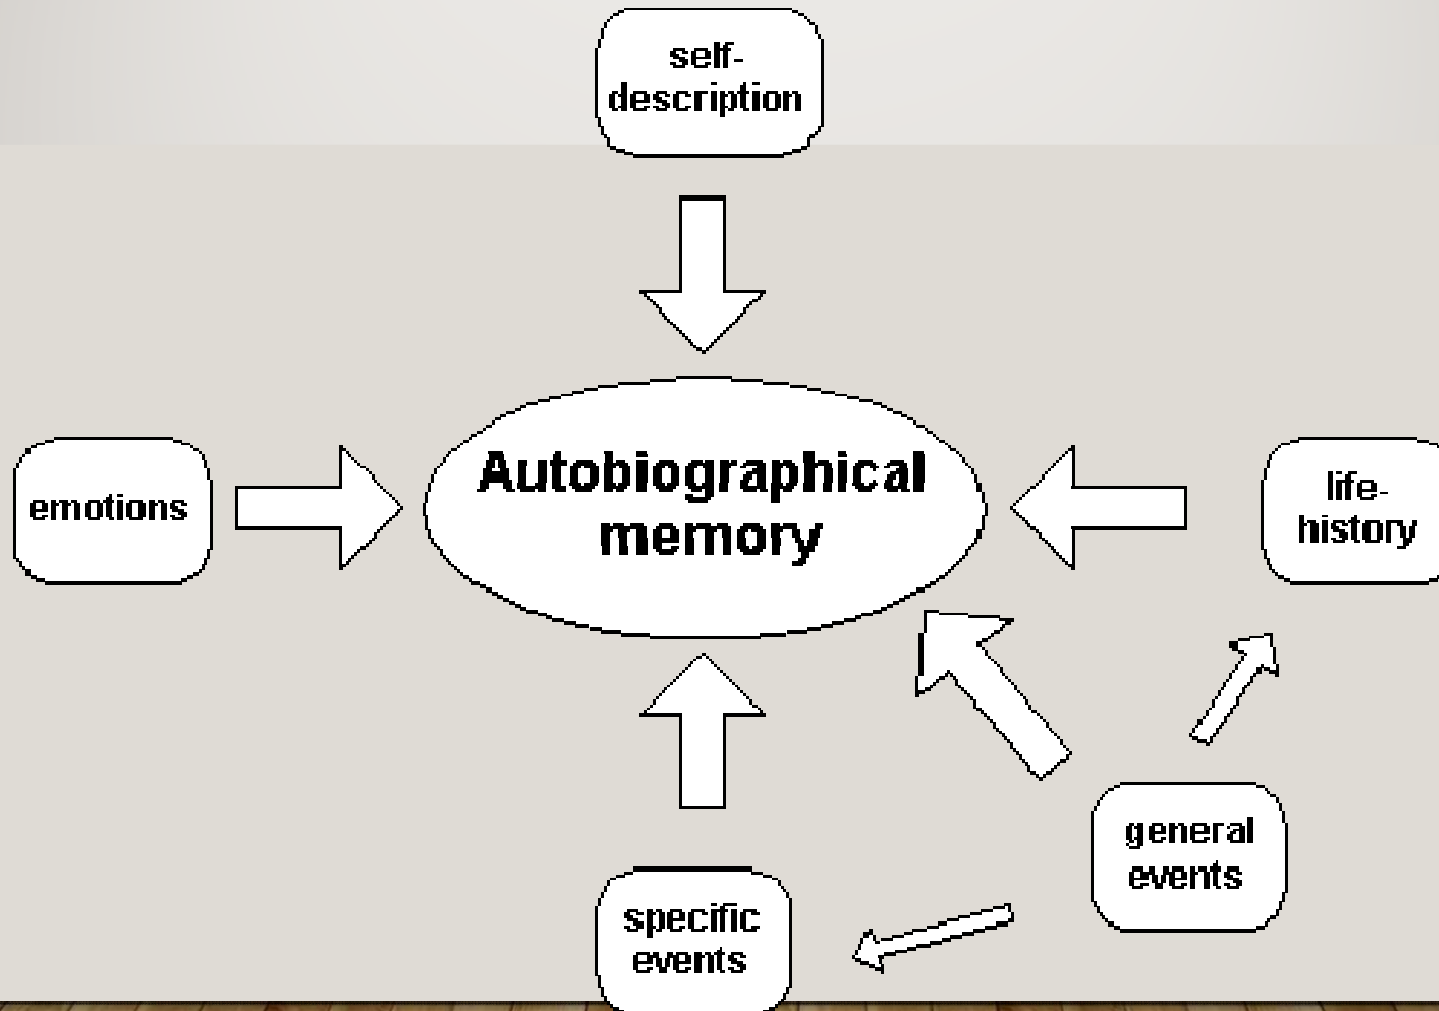 self-
description
Autobiographical
memory
emotions
life-
history
general
events
specific
events